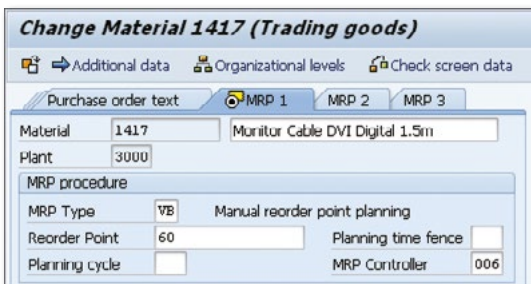 Change Material 1417 (Trading goods)
Additional data Organizational levels Check screen data
Purchase order text MRP 1 MRP 2 MRP 3
Material 1417 Monitor Cable DVI Digital 1.5m
Plant 3000
MRP procedure
MRP Type VB Manual reorder point planning
Reorder Point 60 Planning time fence
Planning cycle MRP Controller 006